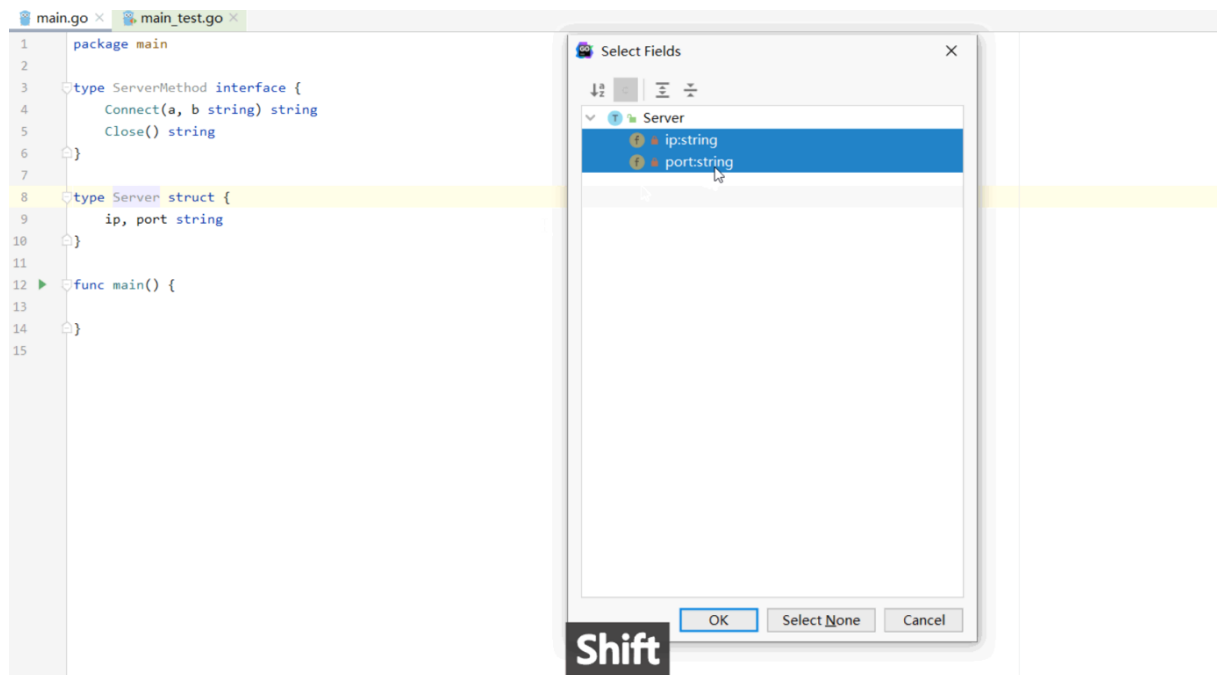 main.go main_test.go
1 package main
2
3 type ServerMethod interface {
4 Connect(a, b string) string
5 Close() string
6 }
7
8 type Server struct {
9 ip, port string
10 }
11
12 func main() {
13
14 }
15
Select Fields
Server
ip:string
port:string
OK Select None Cancel
Shift